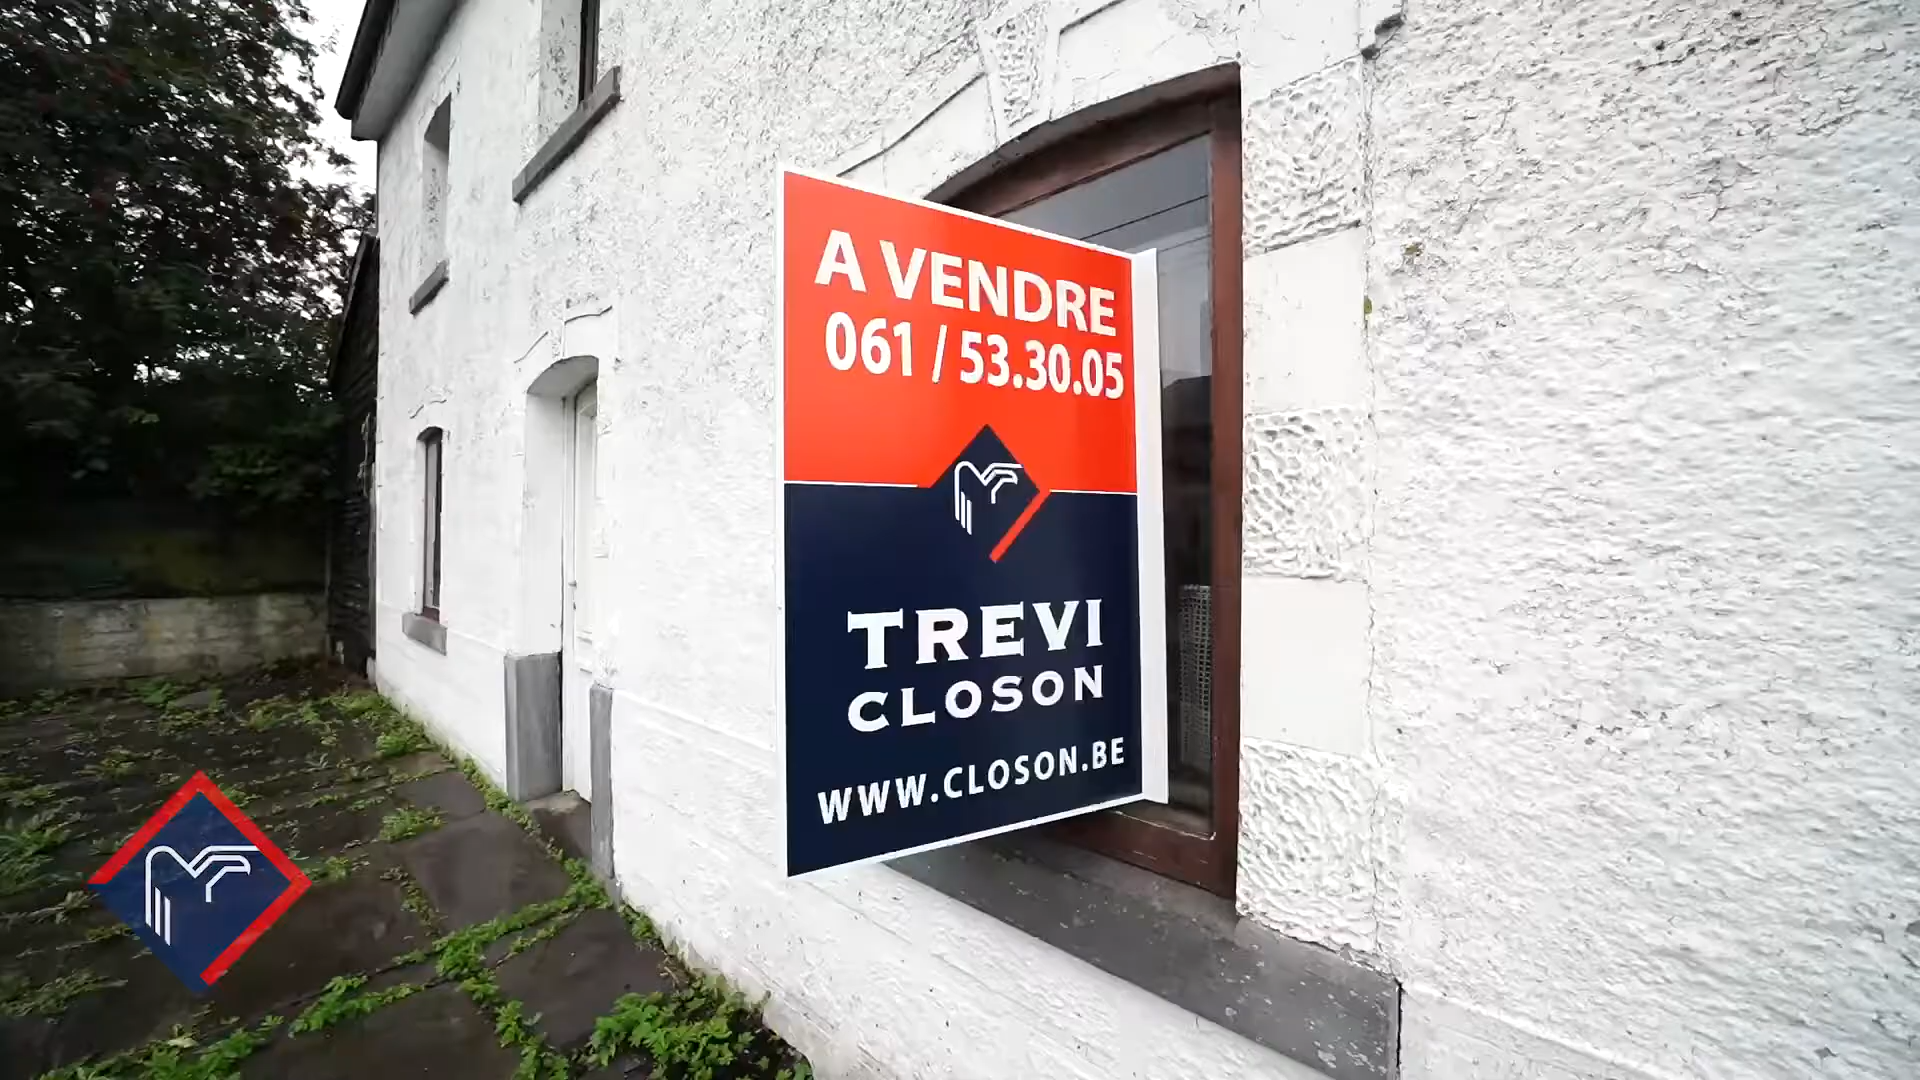 A VENDRE
061 / 53.30.05
TREVI
CLOSON
WWW.CLOSON.BE